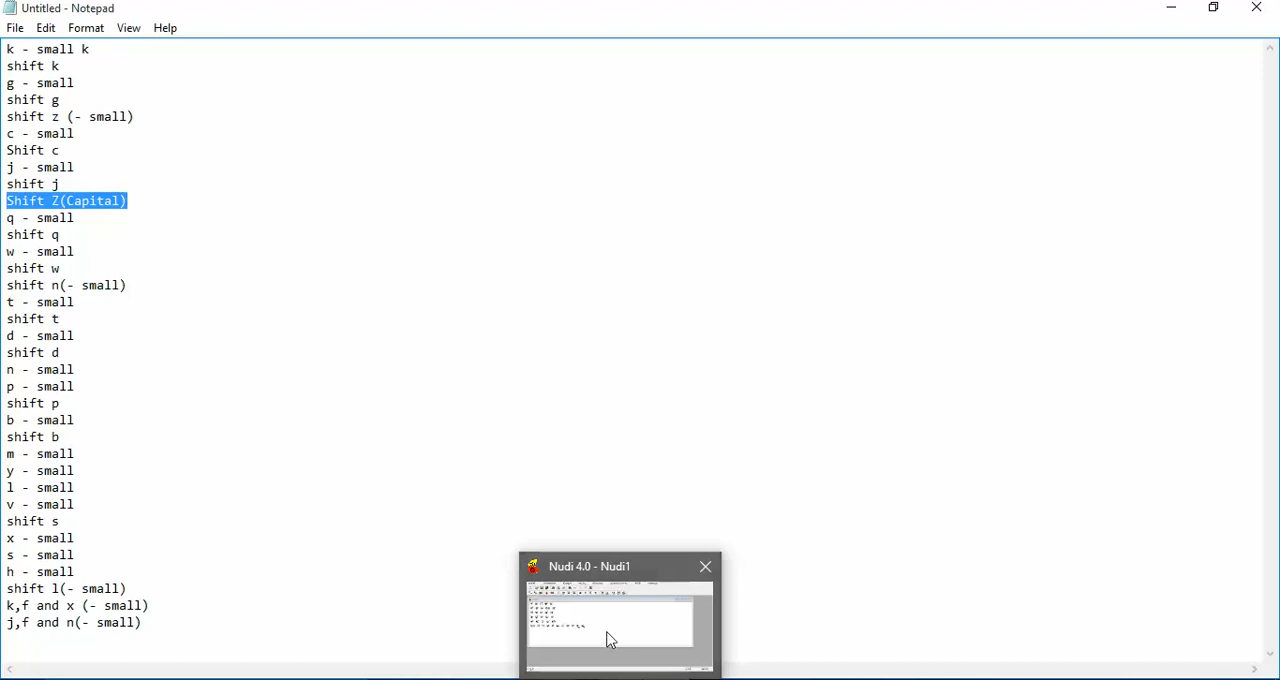 Untitled - Notepad
File Edit Format View Help
k - small k
shift k
g - small
shift g
shift z (- small)
c - small
Shift c
j - small
shift j
Shift Z(Capital)
q - small
shift q
w - small
shift w
shift n(- small)
t - small
shift t
d - small
shift d
n - small
p - small
shift p
b - small
shift b
m - small
y - small
l - small
v - small
shift s
x - small
s - small
h - small
shift l(- small)
k,f and x (- small)
j,f and n(- small)
Nudi 4.0 - Nudi1